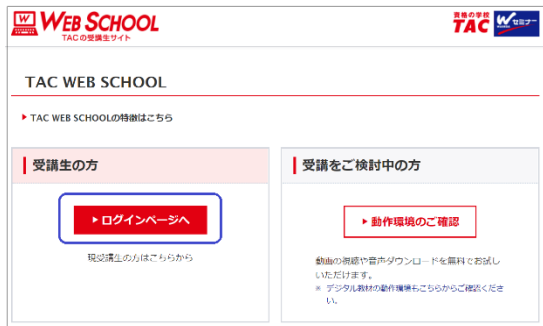 WEB SCHOOL
TACの受講生サイト
資格の学校
TAC
Wセミナー
TAC WEB SCHOOL
TAC WEB SCHOOLの特徴はこちら
受講生の方
ログインページへ
現受講生の方はこちらから
受講をご検討中の方
動作環境のご確認
動画の視聴や音声ダウンロードを無料でお試し
いただけます。
※ デジタル教材の動作環境もこちらからご確認くださ
い。